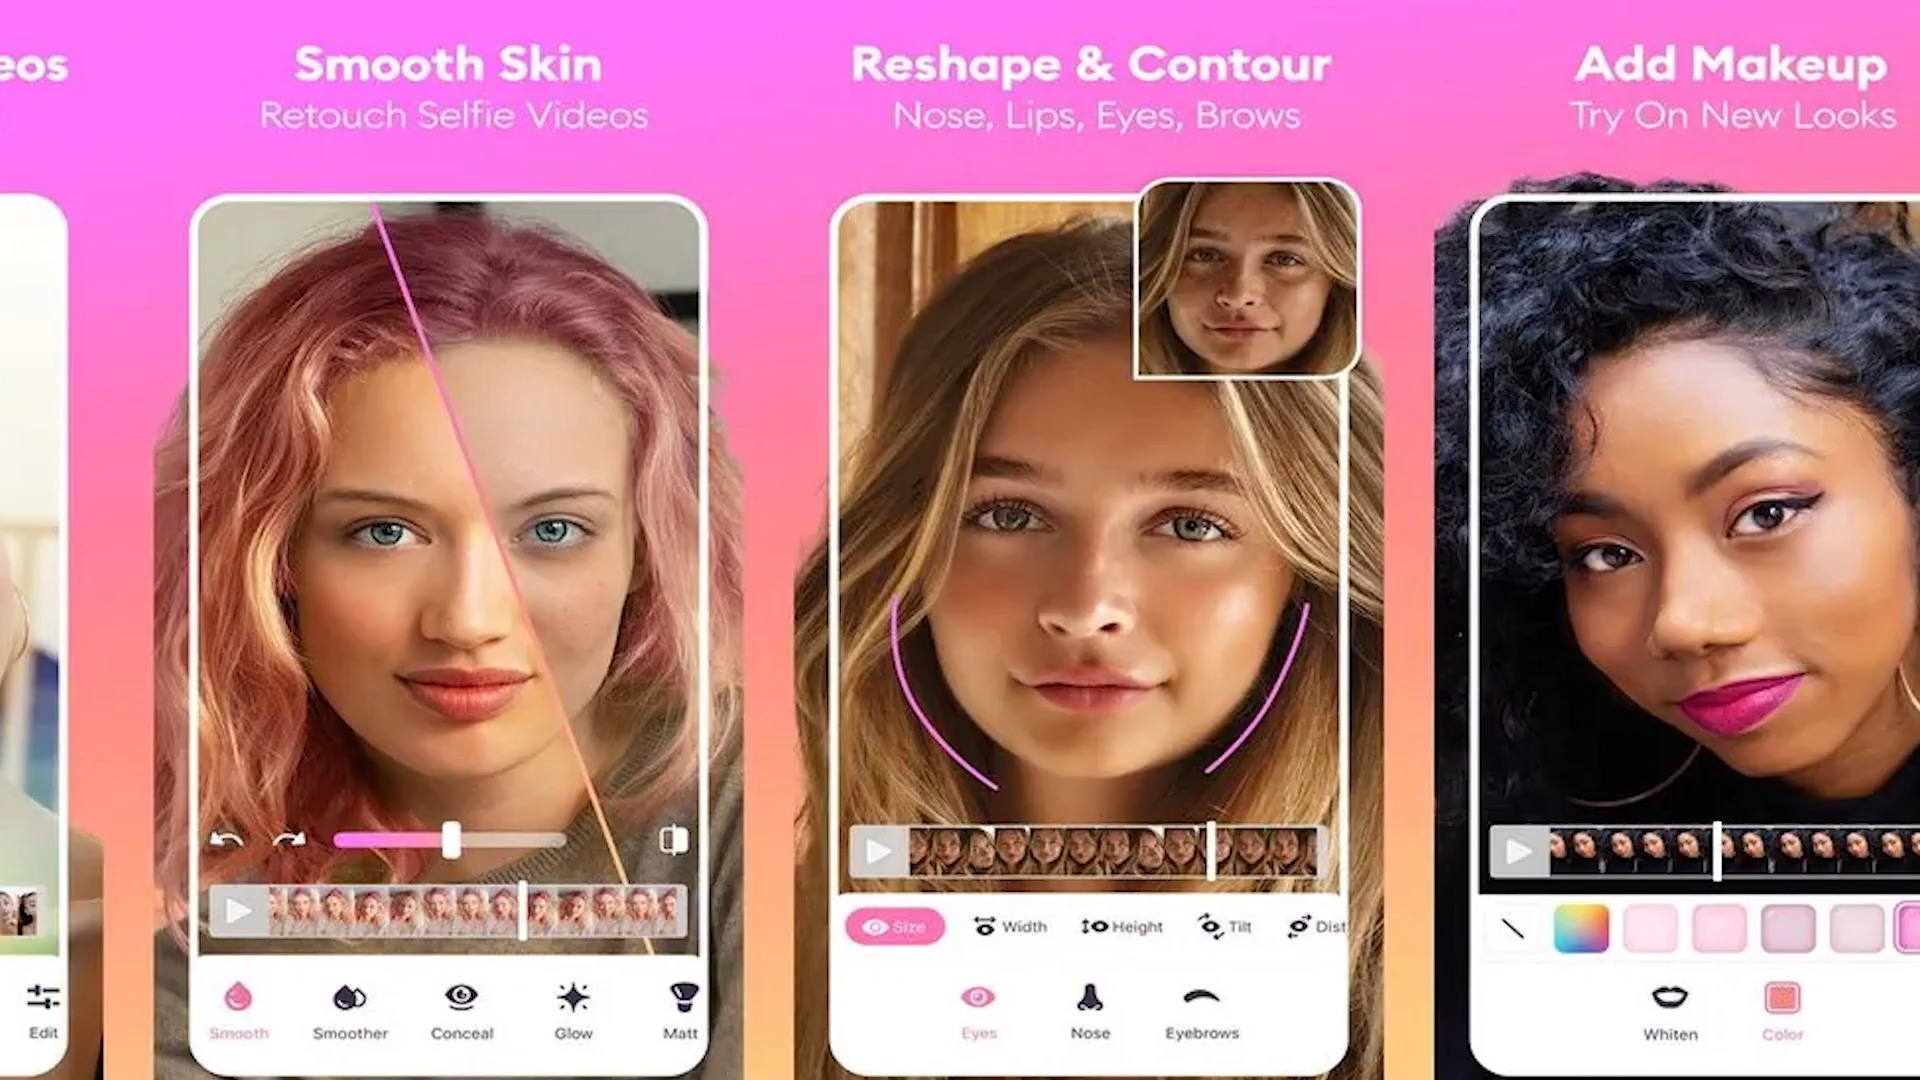 eos
Smooth Skin
Retouch Selfie Videos
Reshape & Contour
Nose, Lips, Eyes, Brows
Add Makeup
Try On New Looks
Edit
Smooth
Smoother
Conceal
Glow
Matt
Size
Width
Height
Tilt
Dist
Eyes
Nose
Eyebrows
Whiten
Color